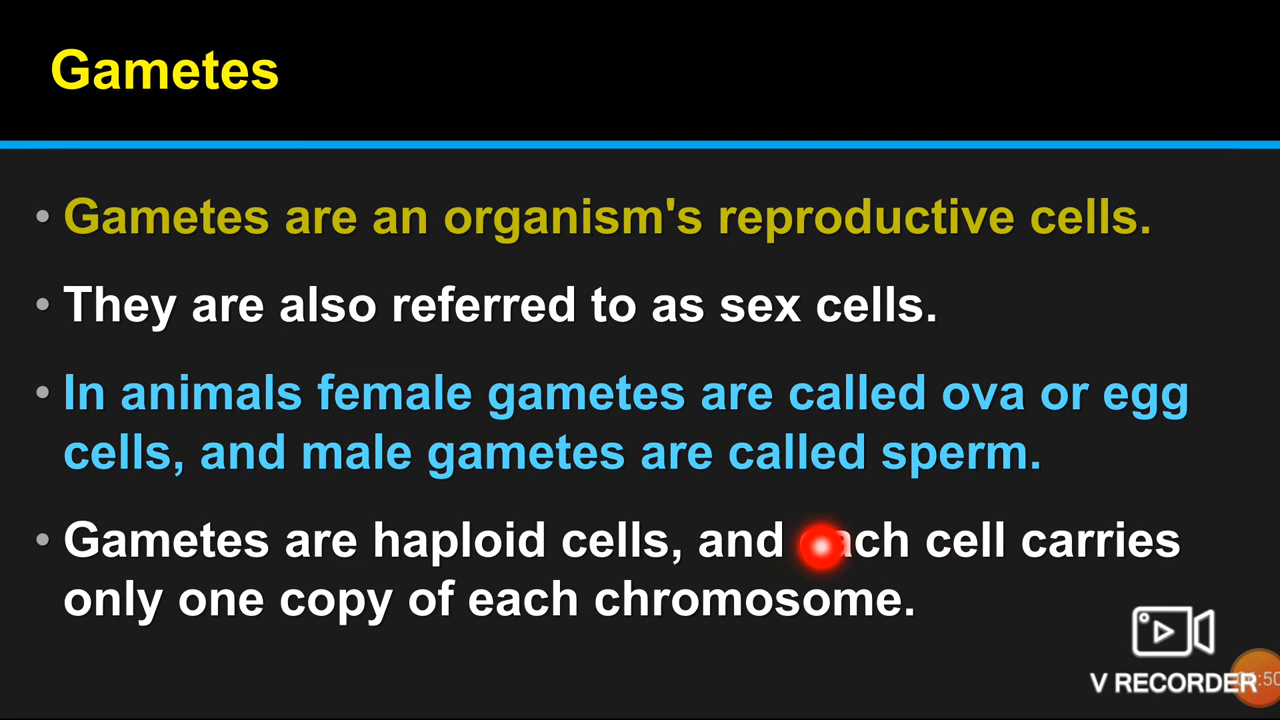 Gametes
• Gametes are an organism's reproductive cells.
• They are also referred to as sex cells.
• In animals female gametes are called ova or egg
cells, and male gametes are called sperm.
• Gametes are haploid cells, and each cell carries
only one copy of each chromosome.
V RECORDER